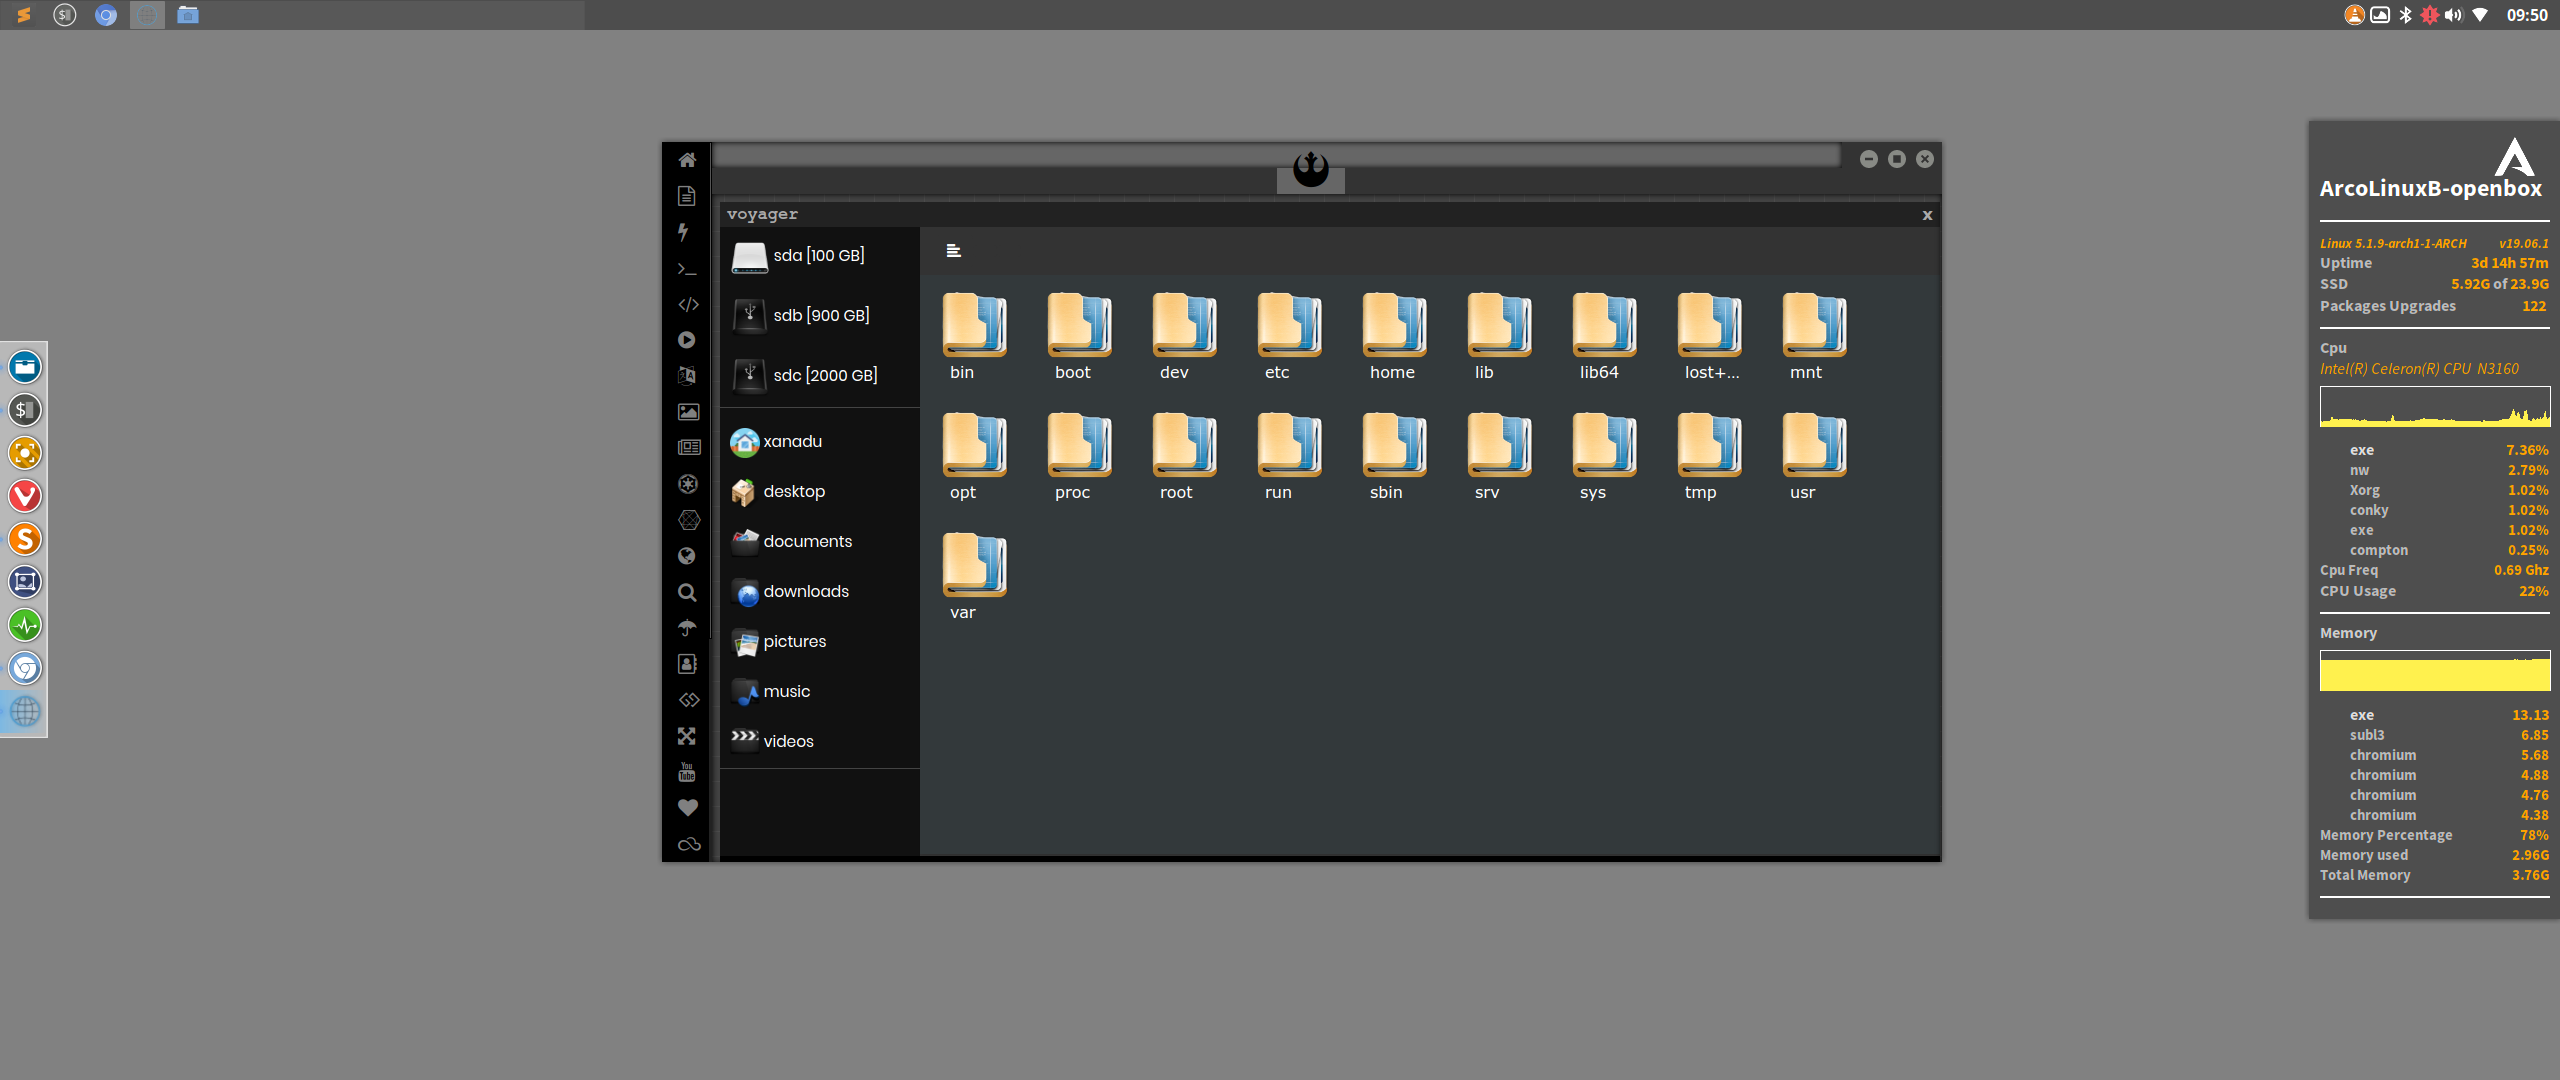 09:50
voyager
x
sda [100 GB]
sdb [900 GB]
sdc [2000 GB]
xanadu
desktop
documents
downloads
pictures
music
videos
bin boot dev etc home lib lib64 lost+... mnt
opt proc root run sbin srv sys tmp usr
var
You
Tube
ArcoLinuxB-openbox
Linux 5.1.9-arch1-1-ARCH v19.06.1
Uptime 3d 14h 57m
SSD 5.92G of 23.9G
Packages Upgrades 122
Cpu
Intel(R) Celeron(R) CPU N3160
exe 7.36%
nw 2.79%
Xorg 1.02%
conky 1.02%
exe 1.02%
compton 0.25%
Cpu Freq 0.69 Ghz
CPU Usage 22%
Memory
exe 13.13
subl3 6.85
chromium 5.68
chromium 4.88
chromium 4.76
chromium 4.38
Memory Percentage 78%
Memory used 2.96G
Total Memory 3.76G